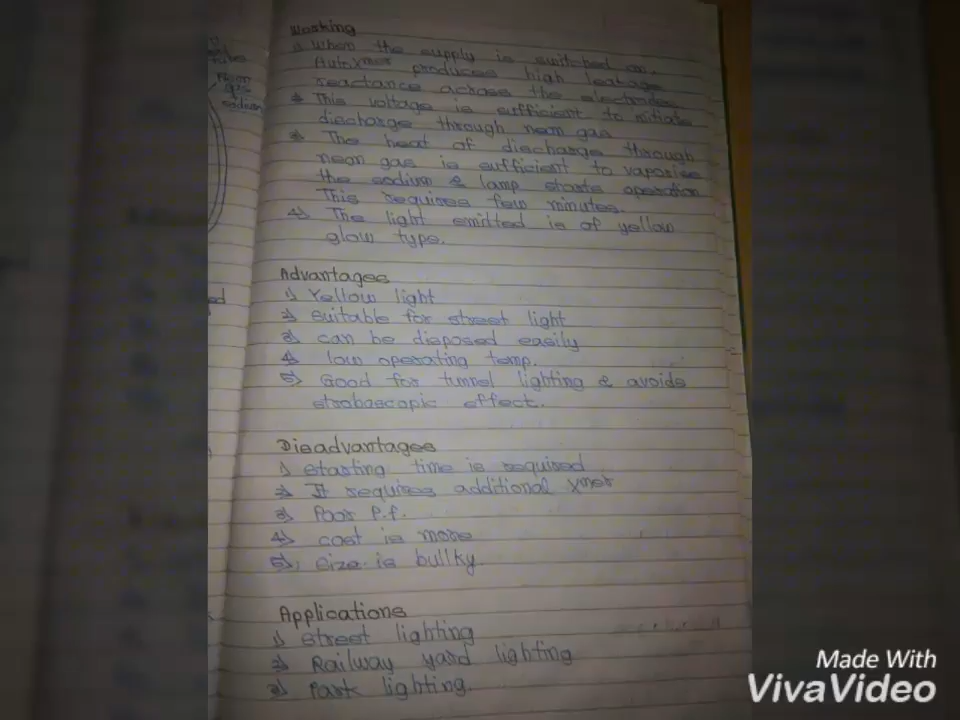 Working
1) When the supply is switched on,
AutoXmer produces high leakage
reactance across the electrodes
2) This voltage is sufficient to initiate
discharge through neon gas
3) The heat of discharge through
neon gas is sufficient to vaporise
the sodium & lamp starts operation
This requires few minutes.
4) The light emitted is of yellow
glow type.
Neon
gas
sodium
Advantages
1) Yellow light
2) suitable for street light
3) can be disposed easily
4) low operating temp.
5) Good for tunnel lighting & avoids
stroboscopic effect.
Disadvantages
1) starting time is required
2) It requires additional Xmer
3) Poor P.f.
4) cost is more
5) size is bullky.
Applications
1) street lighting
2) Railway yard lighting
3) Park lighting.
Made With
VivaVideo